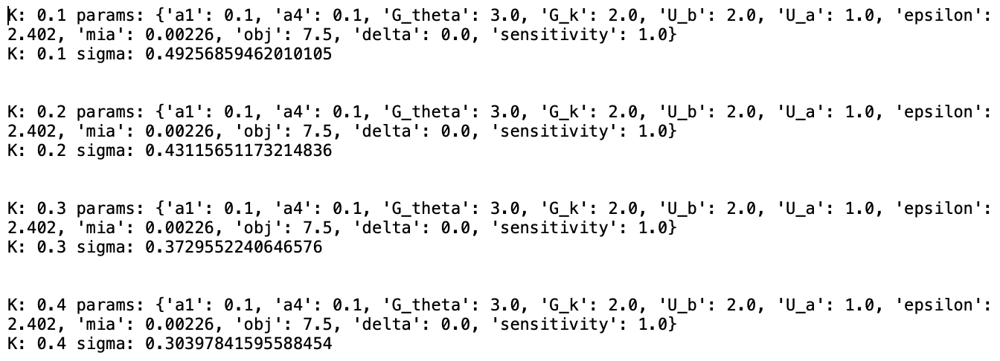 K: 0.1 params: {'a1': 0.1, 'a4': 0.1, 'G_theta': 3.0, 'G_k': 2.0, 'U_b': 2.0, 'U_a': 1.0, 'epsilon':
2.402, 'mia': 0.00226, 'obj': 7.5, 'delta': 0.0, 'sensitivity': 1.0}
K: 0.1 sigma: 0.49256859462010105
K: 0.2 params: {'a1': 0.1, 'a4': 0.1, 'G_theta': 3.0, 'G_k': 2.0, 'U_b': 2.0, 'U_a': 1.0, 'epsilon':
2.402, 'mia': 0.00226, 'obj': 7.5, 'delta': 0.0, 'sensitivity': 1.0}
K: 0.2 sigma: 0.43115651173214836
K: 0.3 params: {'a1': 0.1, 'a4': 0.1, 'G_theta': 3.0, 'G_k': 2.0, 'U_b': 2.0, 'U_a': 1.0, 'epsilon':
2.402, 'mia': 0.00226, 'obj': 7.5, 'delta': 0.0, 'sensitivity': 1.0}
K: 0.3 sigma: 0.3729552240646576
K: 0.4 params: {'a1': 0.1, 'a4': 0.1, 'G_theta': 3.0, 'G_k': 2.0, 'U_b': 2.0, 'U_a': 1.0, 'epsilon':
2.402, 'mia': 0.00226, 'obj': 7.5, 'delta': 0.0, 'sensitivity': 1.0}
K: 0.4 sigma: 0.30397841595588454